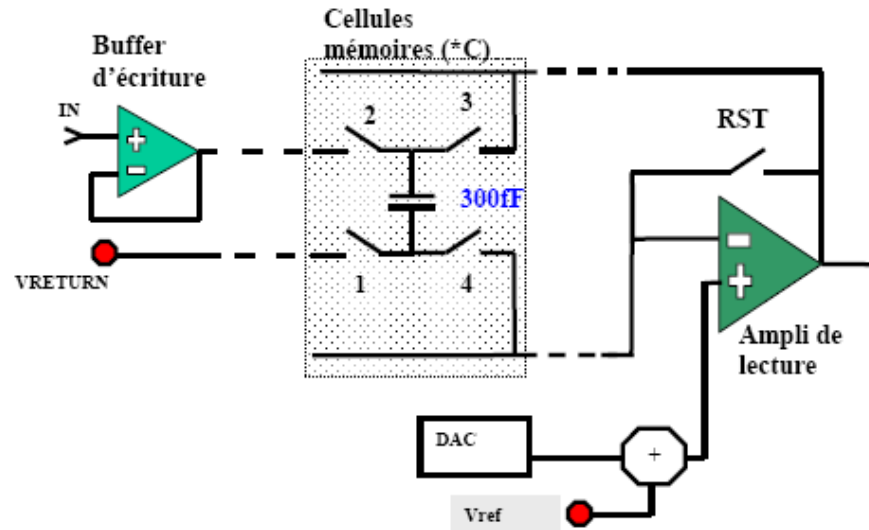 Cellules
mémoires (*C)
Buffer
d'écriture
IN
+
-
2
3
RST
300fF
VRETURN
1
4
-
+
Ampli de
lecture
DAC
+
Vref